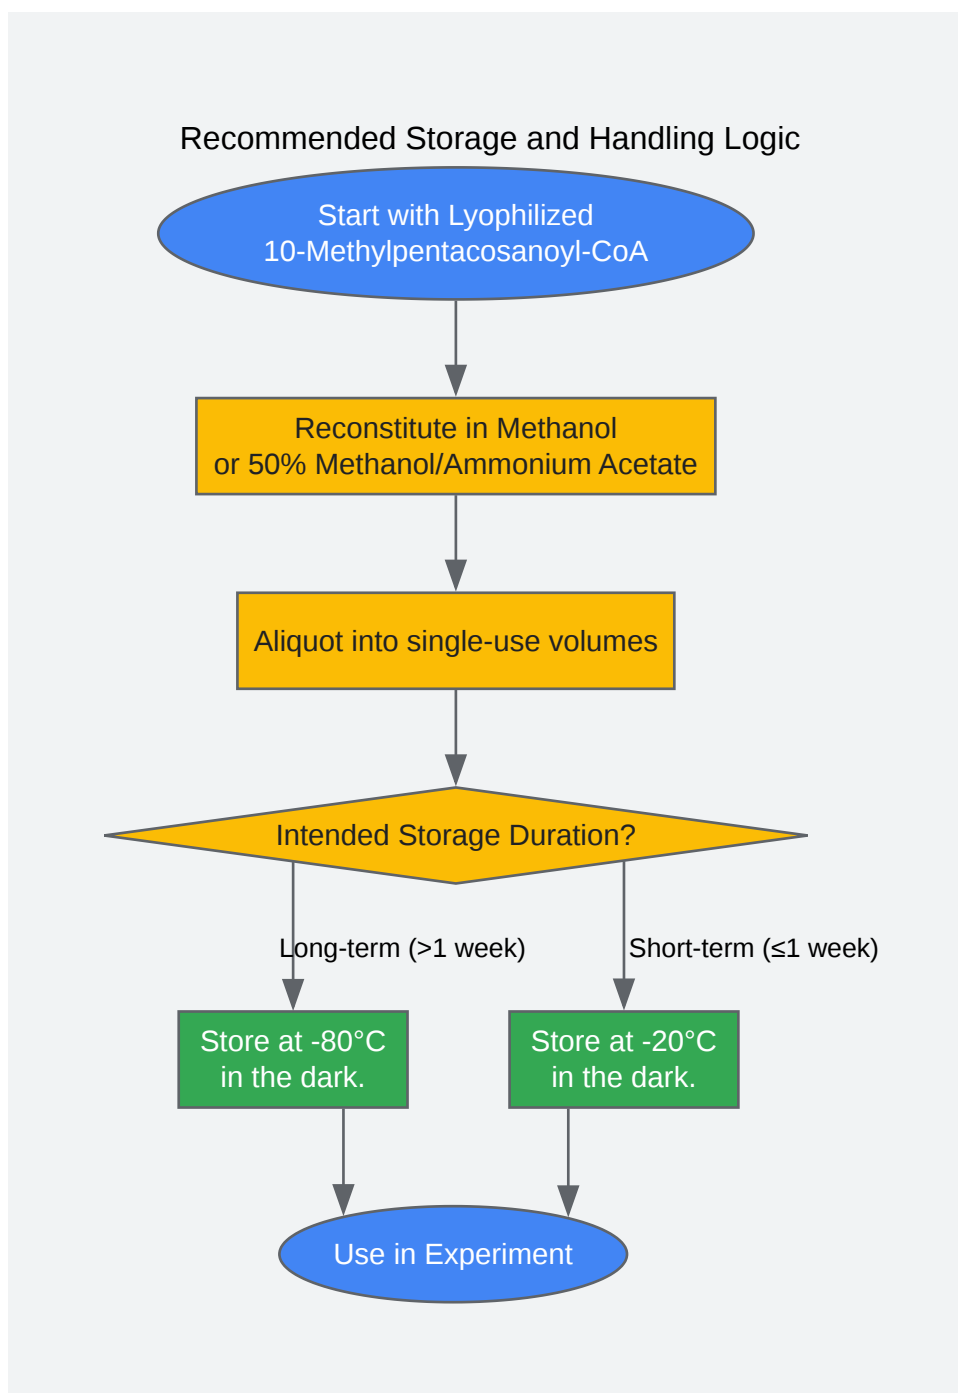 Recommended Storage and Handling Logic
Start with Lyophilized
10-Methylpentacosanoyl-CoA
Reconstitute in Methanol
or 50% Methanol/Ammonium Acetate
Aliquot into single-use volumes
Intended Storage Duration?
Long-term (>1 week)
Short-term (≤1 week)
Store at -80°C
in the dark.
Store at -20°C
in the dark.
Use in Experiment